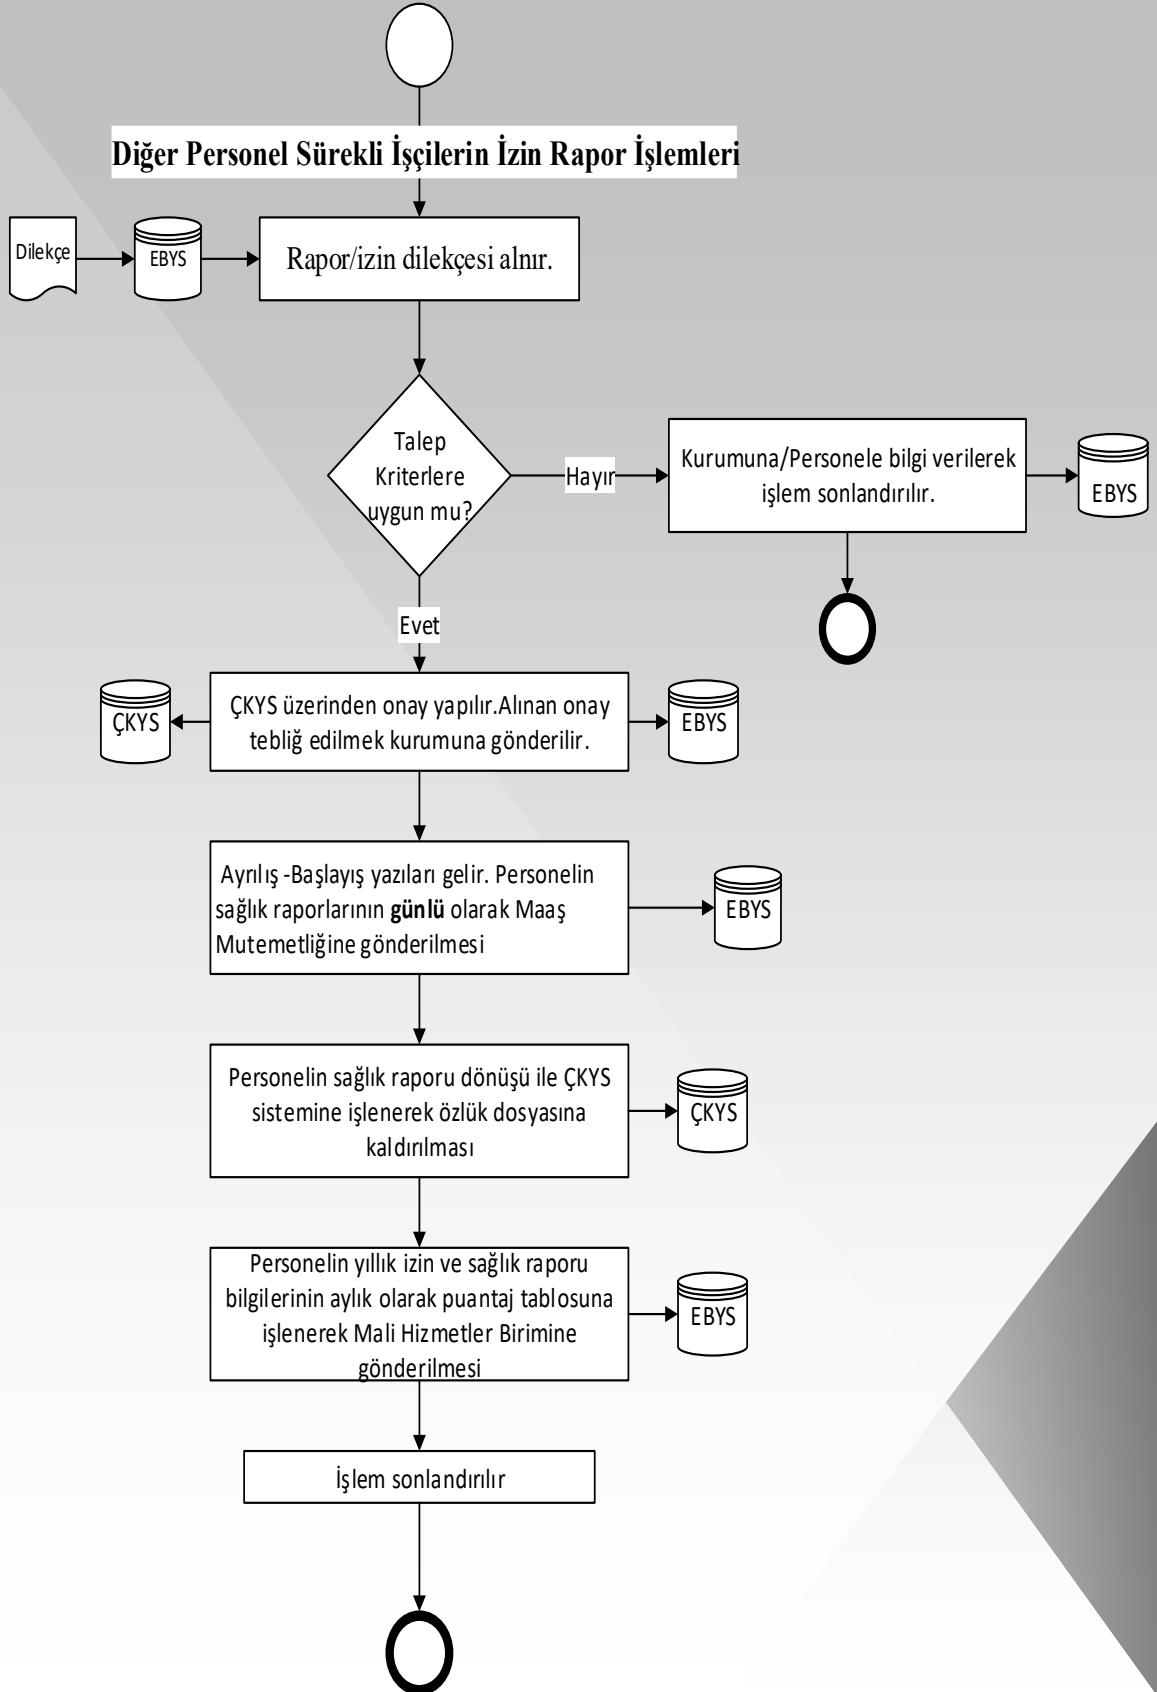 Diğer Personel Sürekli İşçilerin İzin Rapor İşlemleri
Dilekçe
EBYS
Rapor/izin dilekçesi alnır.
Talep
Kriterlere
uygun mu?
Hayır
Kurumuna/Personele bilgi verilerek
işlem sonlandırılır.
EBYS
Evet
ÇKYS
ÇKYS üzerinden onay yapılır.Alınan onay
tebliğ edilmek kurumuna gönderilir.
EBYS
Ayrılış -Başlayış yazıları gelir. Personelin
sağlık raporlarının günlü olarak Maaş
Mutemetliğine gönderilmesi
EBYS
Personelin sağlık raporu dönüşü ile ÇKYS
sistemine işlenerek özlük dosyasına
kaldırılması
ÇKYS
Personelin yıllık izin ve sağlık raporu
bilgilerinin aylık olarak puantaj tablosuna
işlenerek Mali Hizmetler Birimine
gönderilmesi
EBYS
İşlem sonlandırılır